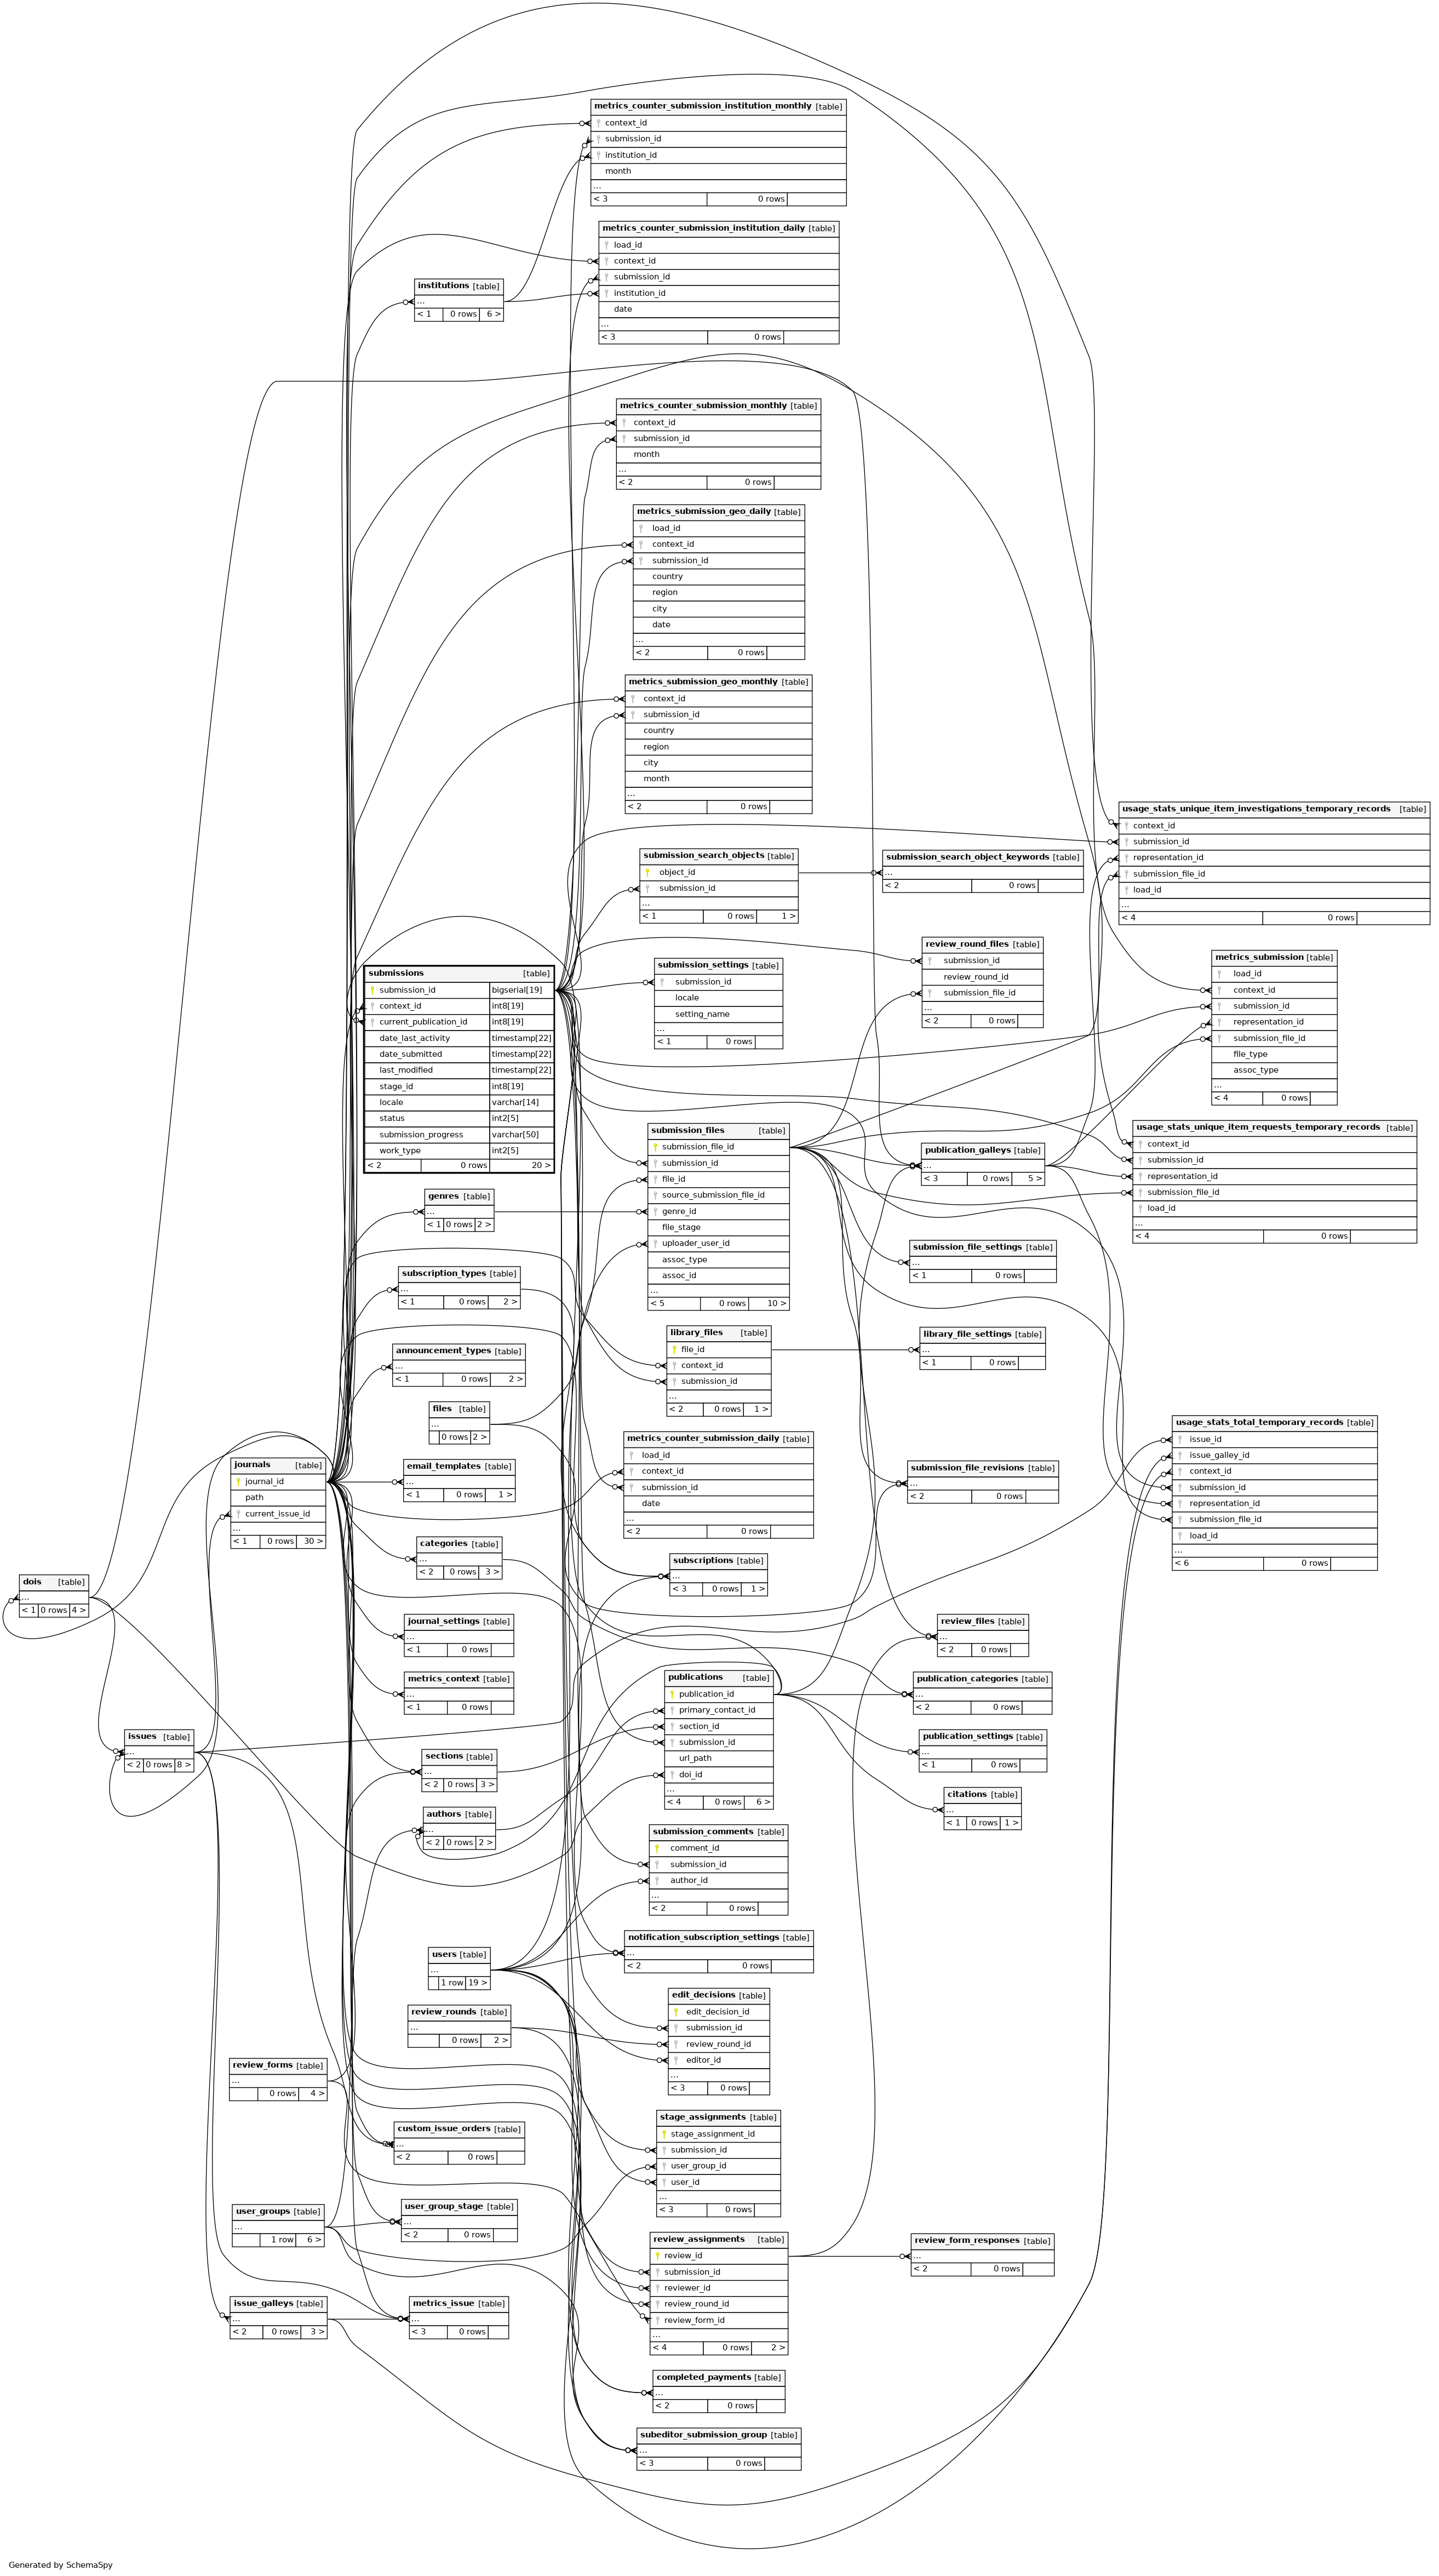 metrics_counter_submission_institution_monthly [table]
context_id
submission_id
institution_id
month
...
< 3 0 rows
metrics_counter_submission_institution_daily [table]
load_id
context_id
submission_id
institution_id
date
...
< 3 0 rows
institutions [table]
...
< 1 0 rows 6 >
metrics_counter_submission_monthly [table]
context_id
submission_id
month
...
< 2 0 rows
metrics_submission_geo_daily [table]
load_id
context_id
submission_id
country
region
city
date
...
< 2 0 rows
metrics_submission_geo_monthly [table]
context_id
submission_id
country
region
city
month
...
< 2 0 rows
usage_stats_unique_item_investigations_temporary_records [table]
context_id
submission_id
representation_id
submission_file_id
load_id
...
< 4 0 rows
submission_search_objects [table]
object_id
submission_id
...
< 1 0 rows 1 >
submission_search_object_keywords [table]
...
< 2 0 rows
review_round_files [table]
submission_id
review_round_id
submission_file_id
...
< 2 0 rows
metrics_submission [table]
load_id
context_id
submission_id
representation_id
submission_file_id
file_type
assoc_type
...
< 4 0 rows
submission_settings [table]
submission_id
locale
setting_name
...
< 1 0 rows
submissions [table]
submission_id bigserial[19]
context_id int8[19]
current_publication_id int8[19]
date_last_activity timestamp[22]
date_submitted timestamp[22]
last_modified timestamp[22]
stage_id int8[19]
locale varchar[14]
status int2[5]
submission_progress varchar[50]
work_type int2[5]
< 2 0 rows 20 >
submission_files [table]
submission_file_id
submission_id
file_id
source_submission_file_id
genre_id
file_stage
uploader_user_id
assoc_type
assoc_id
...
< 5 0 rows 10 >
publication_galleys [table]
...
< 3 0 rows 5 >
usage_stats_unique_item_requests_temporary_records [table]
context_id
submission_id
representation_id
submission_file_id
load_id
...
< 4 0 rows
genres [table]
...
< 1 0 rows 2 >
submission_file_settings [table]
...
< 1 0 rows
subscription_types [table]
...
< 1 0 rows 2 >
library_files [table]
file_id
context_id
submission_id
...
< 2 0 rows 1 >
library_file_settings [table]
...
< 1 0 rows
announcement_types [table]
...
< 1 0 rows 2 >
files [table]
...
0 rows 2 >
usage_stats_total_temporary_records [table]
issue_id
issue_galley_id
context_id
submission_id
representation_id
submission_file_id
load_id
...
< 6 0 rows
metrics_counter_submission_daily [table]
load_id
context_id
submission_id
date
...
< 2 0 rows
journals [table]
journal_id
path
current_issue_id
...
< 1 0 rows 30 >
email_templates [table]
...
< 1 0 rows 1 >
submission_file_revisions [table]
...
< 2 0 rows
categories [table]
...
< 2 0 rows 3 >
subscriptions [table]
...
< 3 0 rows 1 >
dois [table]
...
< 1 0 rows 4 >
journal_settings [table]
...
< 1 0 rows
review_files [table]
...
< 2 0 rows
metrics_context [table]
...
< 1 0 rows
publications [table]
publication_id
primary_contact_id
section_id
submission_id
url_path
doi_id
...
< 4 0 rows 6 >
publication_categories [table]
...
< 2 0 rows
issues [table]
...
< 2 0 rows 8 >
publication_settings [table]
...
< 1 0 rows
sections [table]
...
< 2 0 rows 3 >
citations [table]
...
< 1 0 rows 1 >
authors [table]
...
< 2 0 rows 2 >
submission_comments [table]
comment_id
submission_id
author_id
...
< 2 0 rows
notification_subscription_settings [table]
...
< 2 0 rows
users [table]
...
1 row 19 >
edit_decisions [table]
edit_decision_id
submission_id
review_round_id
editor_id
...
< 3 0 rows
review_rounds [table]
...
0 rows 2 >
review_forms [table]
...
0 rows 4 >
stage_assignments [table]
stage_assignment_id
submission_id
user_group_id
user_id
...
< 3 0 rows
custom_issue_orders [table]
...
< 2 0 rows
user_groups [table]
...
1 row 6 >
user_group_stage [table]
...
< 2 0 rows
review_assignments [table]
review_id
submission_id
reviewer_id
review_round_id
review_form_id
...
< 4 0 rows 2 >
review_form_responses [table]
...
< 2 0 rows
issue_galleys [table]
...
< 2 0 rows 3 >
metrics_issue [table]
...
< 3 0 rows
completed_payments [table]
...
< 2 0 rows
subeditor_submission_group [table]
...
< 3 0 rows
Generated by SchemaSpy